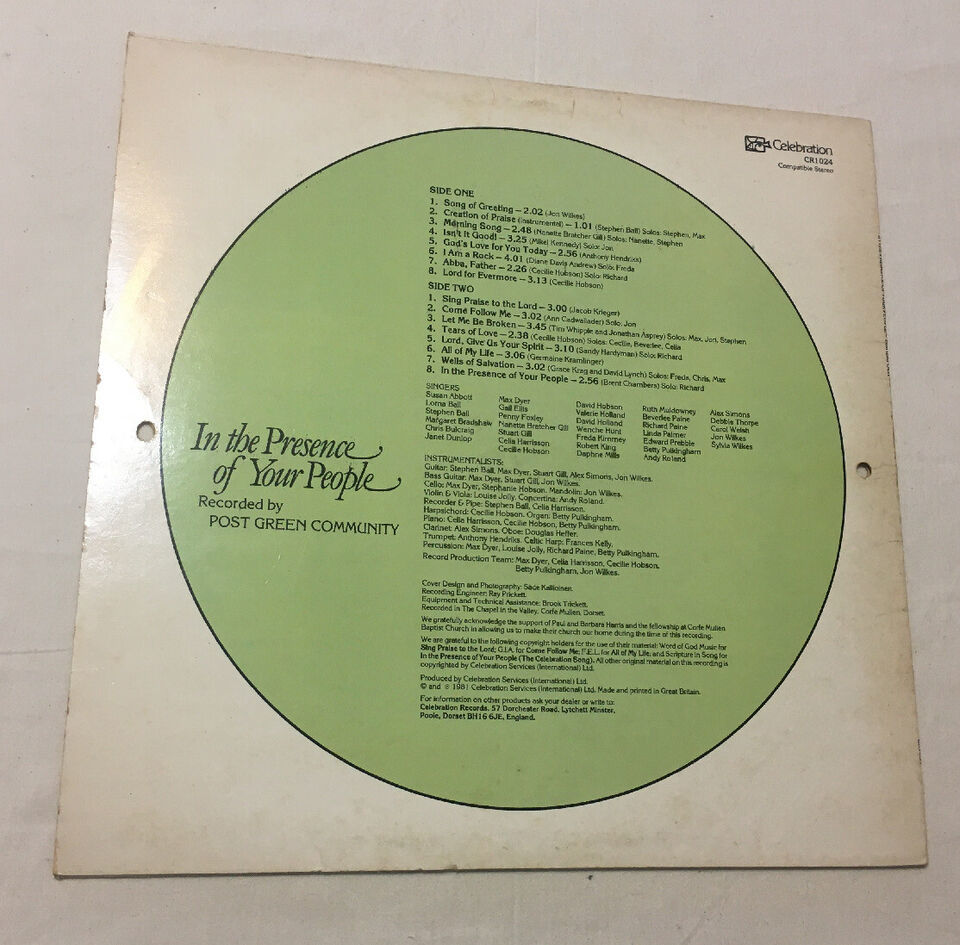 Celebration
CR1024
Compatible Stereo
SIDE ONE
1. Song of Greeting – 2.02 (Jon Wilkes)
2. Creation of Praise (Instrumental) – 1.01 (Stephen Ball) Solos: Stephen, Max
3. Morning Song – 2.48 (Nanette Bratcher Gill) Solos: Nanette, Stephen
4. Isn't It Good! – 3.25 (Mikel Kennedy) Solo: Jon
5. God's Love for You Today – 2.56 (Anthony Hendriks)
6. I Am a Rock – 4.01 (Diane Davis Andrew) Solo: Freda
7. Abba, Father – 2.26 (Cecilie Hobson) Solo: Richard
8. Lord for Evermore – 3.13 (Cecilie Hobson)
SIDE TWO
1. Sing Praise to the Lord – 3.00 (Jacob Krieger)
2. Come Follow Me – 3.02 (Ann Cadwallader) Solo: Jon
3. Let Me Be Broken – 3.45 (Tim Whipple and Jonathan Asprey) Solos: Max, Jon, Stephen
4. Tears of Love – 2.38 (Cecilie Hobson) Solos: Cecilie, Beverlee, Celia
5. Lord, Give Us Your Spirit – 3.10 (Sandy Hardyman) Solo: Richard
6. All of My Life – 3.06 (Germaine Kramlinger)
7. Wells of Salvation – 3.02 (Grace Krag and David Lynch) Solos: Freda, Chris, Max
8. In the Presence of Your People – 2.56 (Brent Chambers) Solo: Richard
SINGERS
Susan Abbott
Lorna Ball
Stephen Ball
Margaret Bradshaw
Chris Bulcraig
Janet Dunlop
Max Dyer
Gail Ellis
Penny Foxley
Nanette Bratcher Gill
Stuart Gill
Celia Harrisson
Cecilie Hobson
David Hobson
Valerie Holland
David Holland
Wenche Hunt
Freda Kimmey
Robert King
Daphne Mills
Ruth Muldowney
Beverlee Paine
Richard Paine
Linda Palmer
Edward Prebble
Betty Pulkingham
Andy Roland
Alex Simons
Debbie Thorpe
Carol Welsh
Jon Wilkes
Sylvia Wilkes
INSTRUMENTALISTS:
Guitar: Stephen Ball, Max Dyer, Stuart Gill, Alex Simons, Jon Wilkes.
Bass Guitar: Max Dyer, Stuart Gill, Jon Wilkes.
Cello: Max Dyer, Stephanie Hobson. Mandolin: Jon Wilkes.
Violin & Viola: Louise Jolly, Concertina: Andy Roland.
Recorder & Pipe: Stephen Ball, Celia Harrisson.
Harpsichord: Cecilie Hobson. Organ: Betty Pulkingham.
Piano: Celia Harrisson, Cecilie Hobson, Betty Pulkingham.
Clarinet: Alex Simons. Oboe: Douglas Heffer.
Trumpet: Anthony Hendriks. Celtic Harp: Frances Kelly.
Percussion: Max Dyer, Louise Jolly, Richard Paine, Betty Pulkingham.
Record Production Team: Max Dyer, Celia Harrisson, Cecilie Hobson,
Betty Pulkingham, Jon Wilkes.
In the Presence
of Your People
Recorded by
POST GREEN COMMUNITY
Cover Design and Photography:
Recording Engineer: Ray Prickett.
Equipment and Technical Assistance: Brook Trickett.
Recorded in The Chapel in the Valley, Corfe Mullen, Dorset.
We gratefully acknowledge the support of Paul and Barbara Harris and the fellowship at Corfe Mullen
Baptist Church in allowing us to make their church our home during the time of this recording.
We are grateful to the following copyright holders for the use of their material: Word of God Music for
Sing Praise to the Lord; G.I.A. for Come Follow Me; F.E.L. for All of My Life, and Scripture in Song for
In the Presence of Your People (The Celebration Song). All other original material on this recording is
copyrighted by Celebration Services (International) Ltd.
Produced by Celebration Services (International) Ltd.
© and ℗ 1981 Celebration Services (International) Ltd. Made and printed in Great Britain.
For information on other products ask your dealer or write to:
Celebration Records, 57 Dorchester Road, Lytchett Minster,
Poole, Dorset BH16 6JE, England.